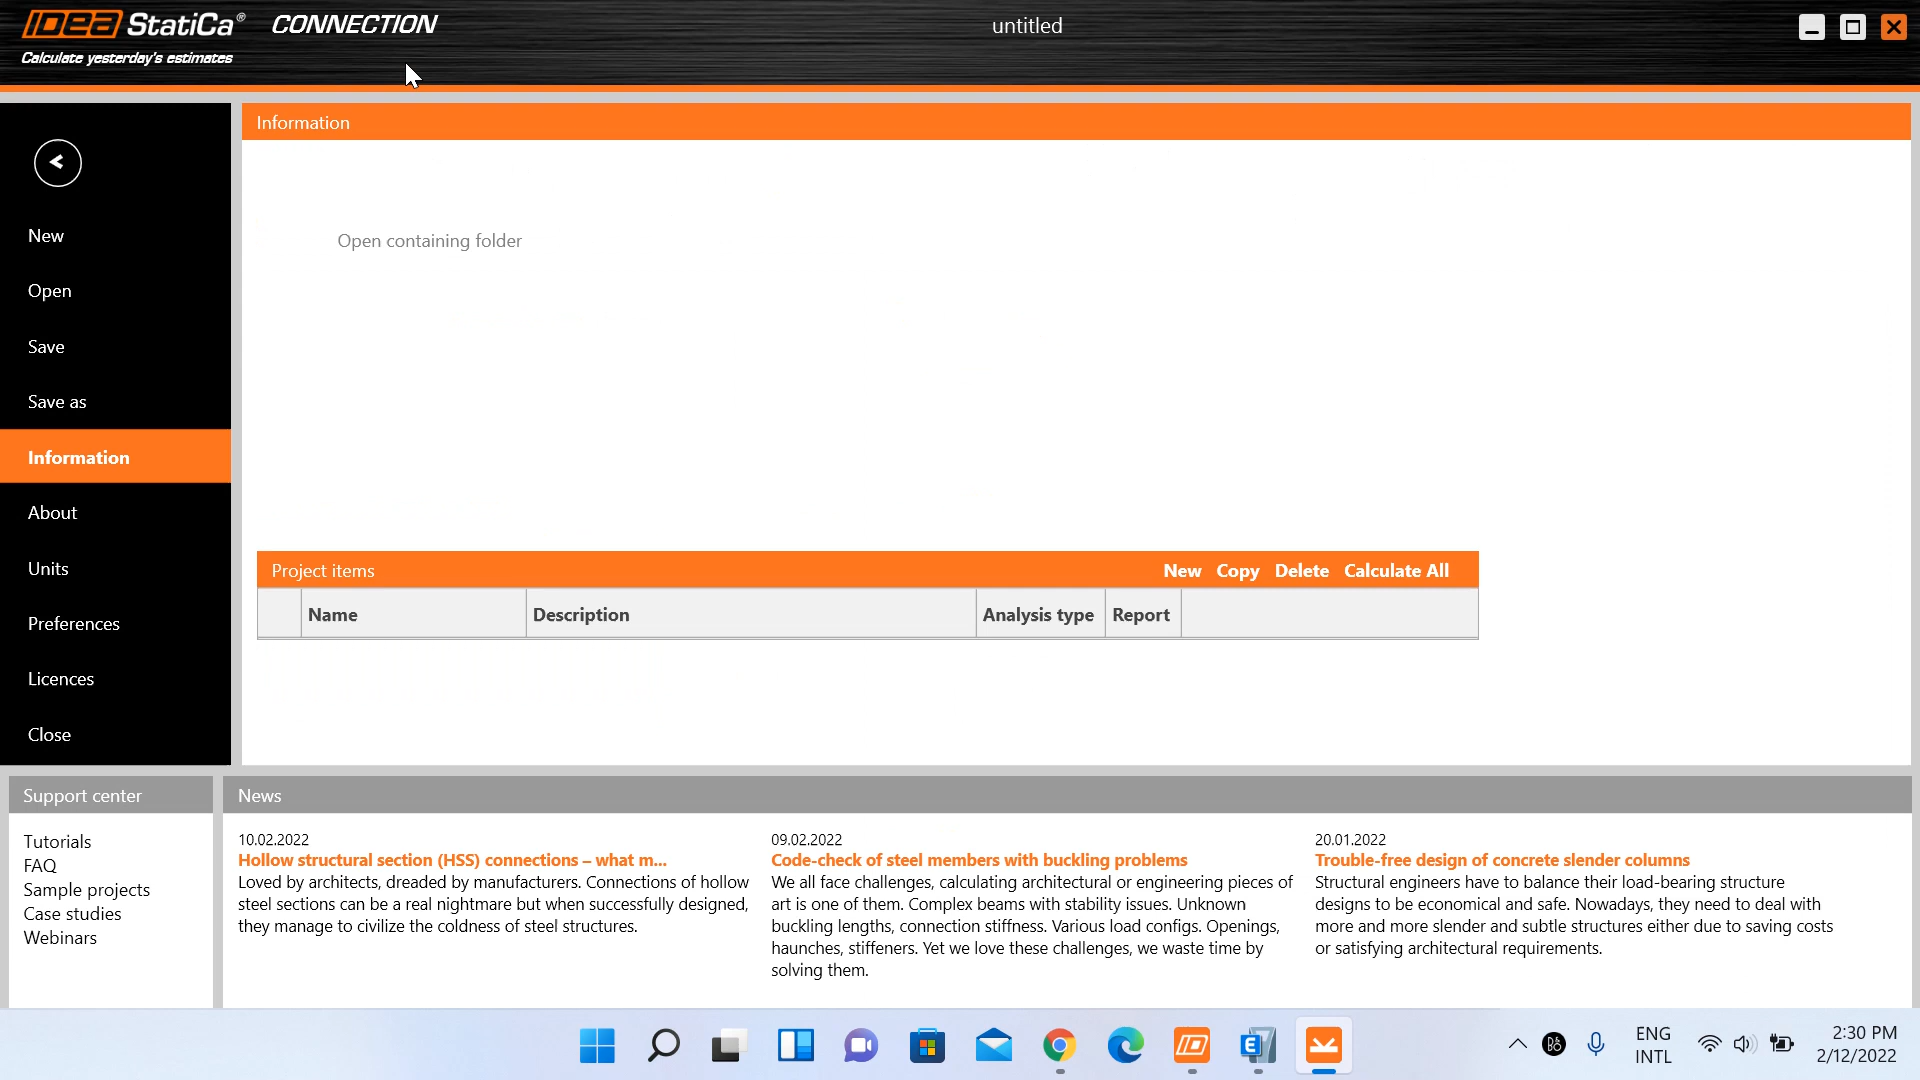 IDEA StatiCa® CONNECTION
untitled
Calculate yesterday's estimates
Information
New
Open containing folder
Open
Save
Save as
Information
About
Units
Preferences
Licences
Close
Project items New Copy Delete Calculate All
Name Description Analysis type Report
Support center
Tutorials
FAQ
Sample projects
Case studies
Webinars
News
10.02.2022
Hollow structural section (HSS) connections – what m...
Loved by architects, dreaded by manufacturers. Connections of hollow
steel sections can be a real nightmare but when successfully designed,
they manage to civilize the coldness of steel structures.
09.02.2022
Code-check of steel members with buckling problems
We all face challenges, calculating architectural or engineering pieces of
art is one of them. Complex beams with stability issues. Unknown
buckling lengths, connection stiffness. Various load configs. Openings,
haunches, stiffeners. Yet we love these challenges, we waste time by
solving them.
20.01.2022
Trouble-free design of concrete slender columns
Structural engineers have to balance their load-bearing structure
designs to be economical and safe. Nowadays, they need to deal with
more and more slender and subtle structures either due to saving costs
or satisfying architectural requirements.
ENG
INTL
2:30 PM
2/12/2022